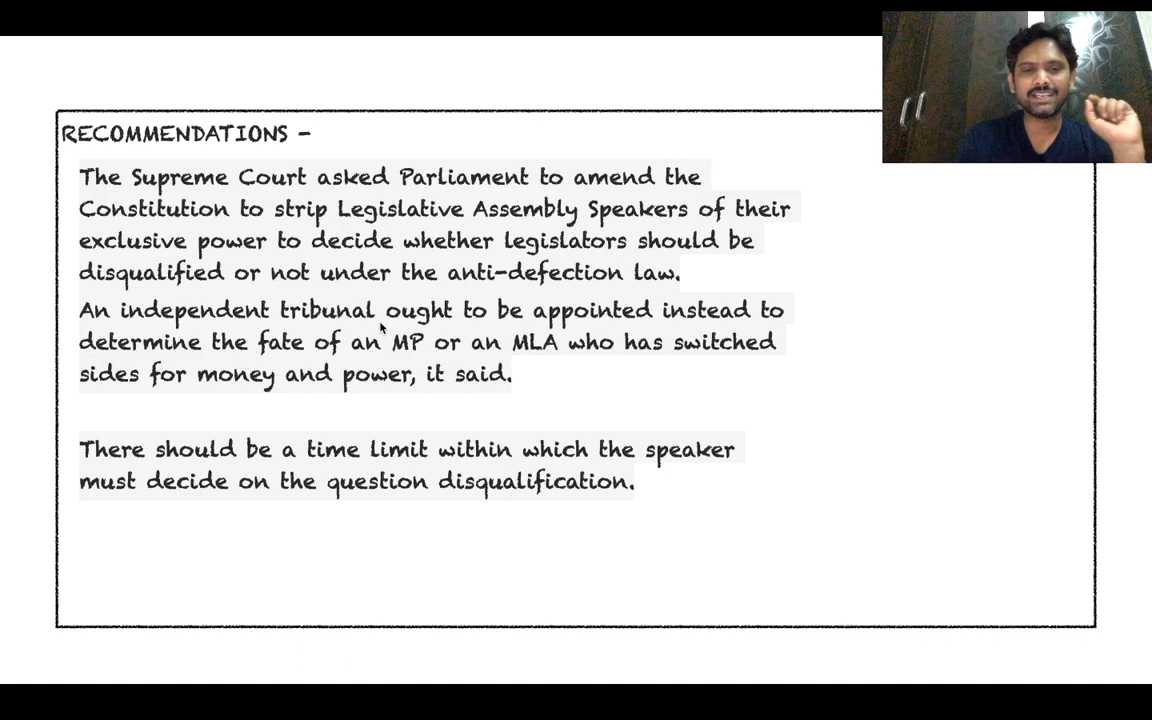 RECOMMENDATIONS -
The Supreme Court asked Parliament to amend the
Constitution to strip Legislative Assembly Speakers of their
exclusive power to decide whether legislators should be
disqualified or not under the anti-defection law.
An independent tribunal ought to be appointed instead to
determine the fate of an MP or an MLA who has switched
sides for money and power, it said.
There should be a time limit within which the speaker
must decide on the question disqualification.